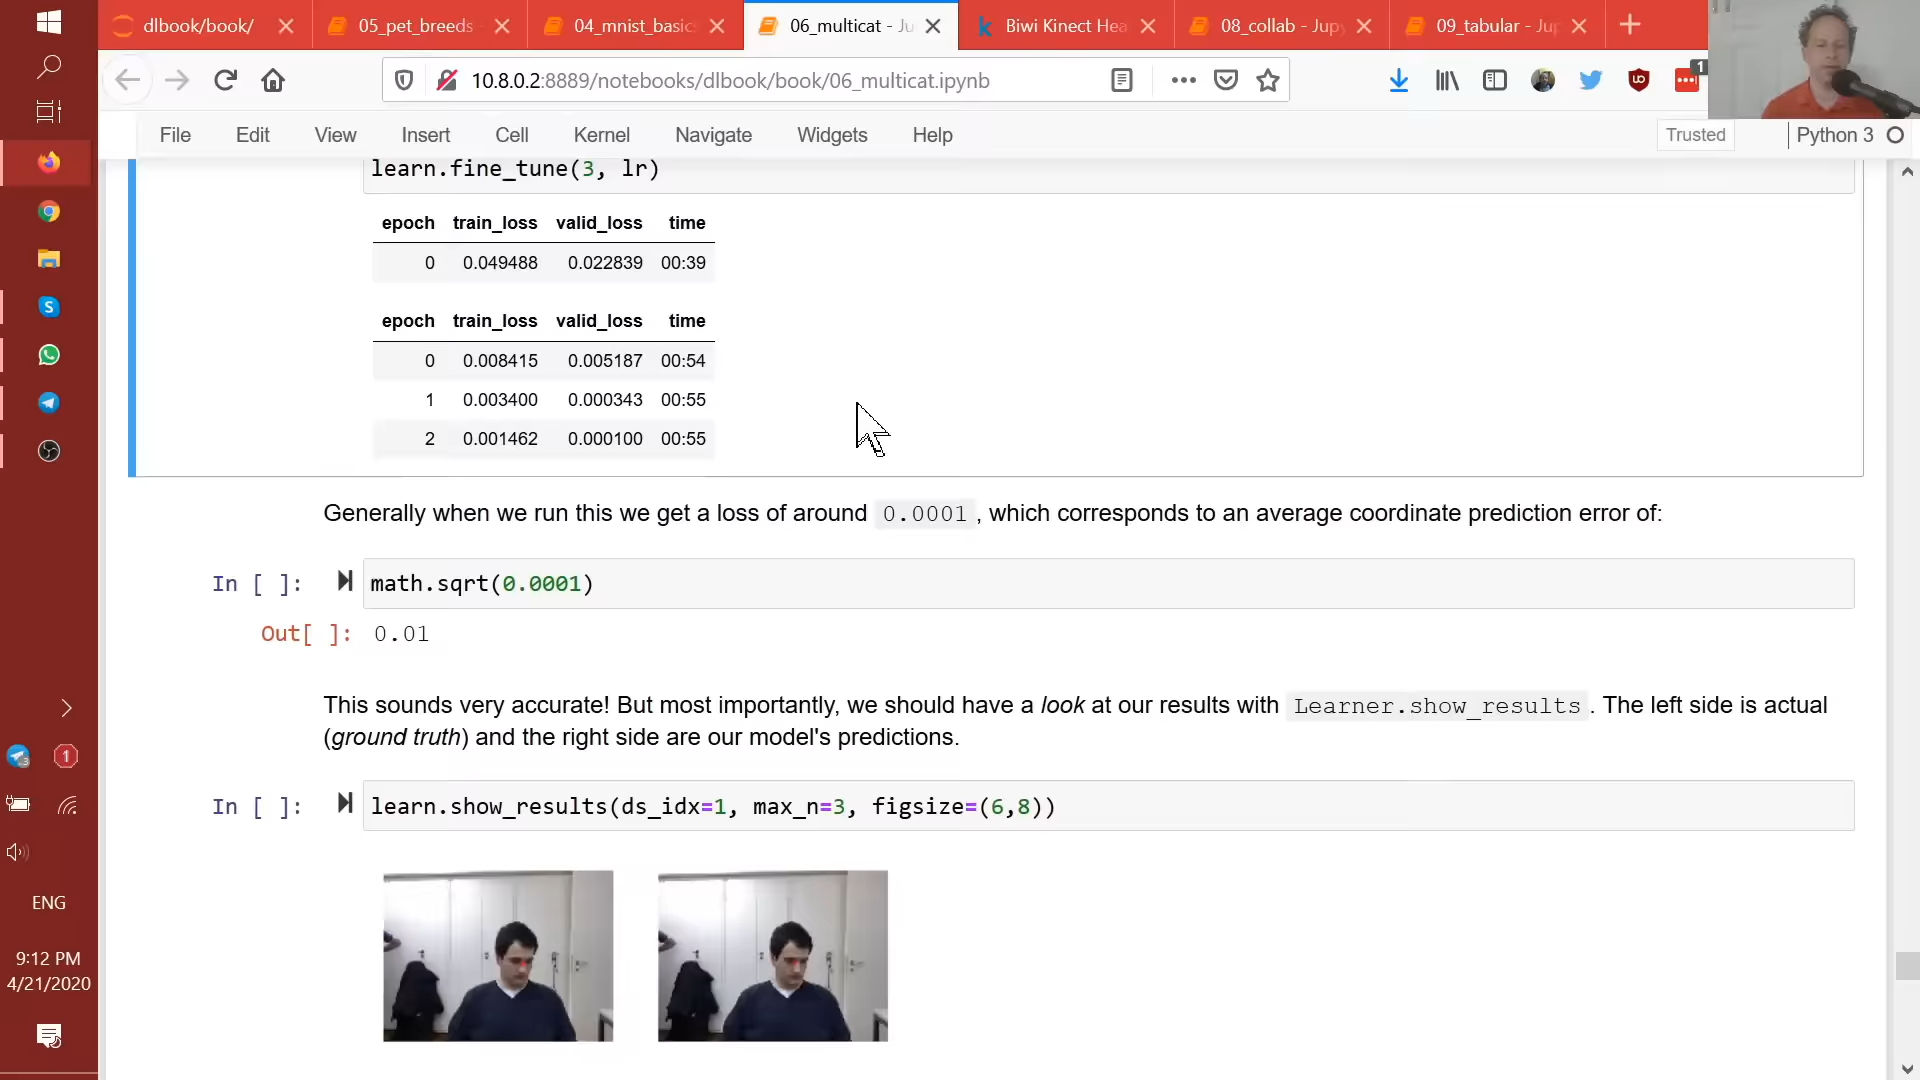 dlbook/book/
05_pet_breeds -
04_mnist_basics
06_multicat - Ju
Biwi Kinect Hea
08_collab - Jupy
09_tabular - Jup
10.8.0.2:8889/notebooks/dlbook/book/06_multicat.ipynb
1
File Edit View Insert Cell Kernel Navigate Widgets Help
Trusted
Python 3
learn.fine_tune(3, lr)
epoch train_loss valid_loss time
0 0.049488 0.022839 00:39
epoch train_loss valid_loss time
0 0.008415 0.005187 00:54
1 0.003400 0.000343 00:55
2 0.001462 0.000100 00:55
Generally when we run this we get a loss of around 0.0001, which corresponds to an average coordinate prediction error of:
In [ ]: math.sqrt(0.0001)
Out[ ]: 0.01
This sounds very accurate! But most importantly, we should have a look at our results with Learner.show_results. The left side is actual
(ground truth) and the right side are our model's predictions.
In [ ]: learn.show_results(ds_idx=1, max_n=3, figsize=(6,8))
1
ENG
9:12 PM
4/21/2020